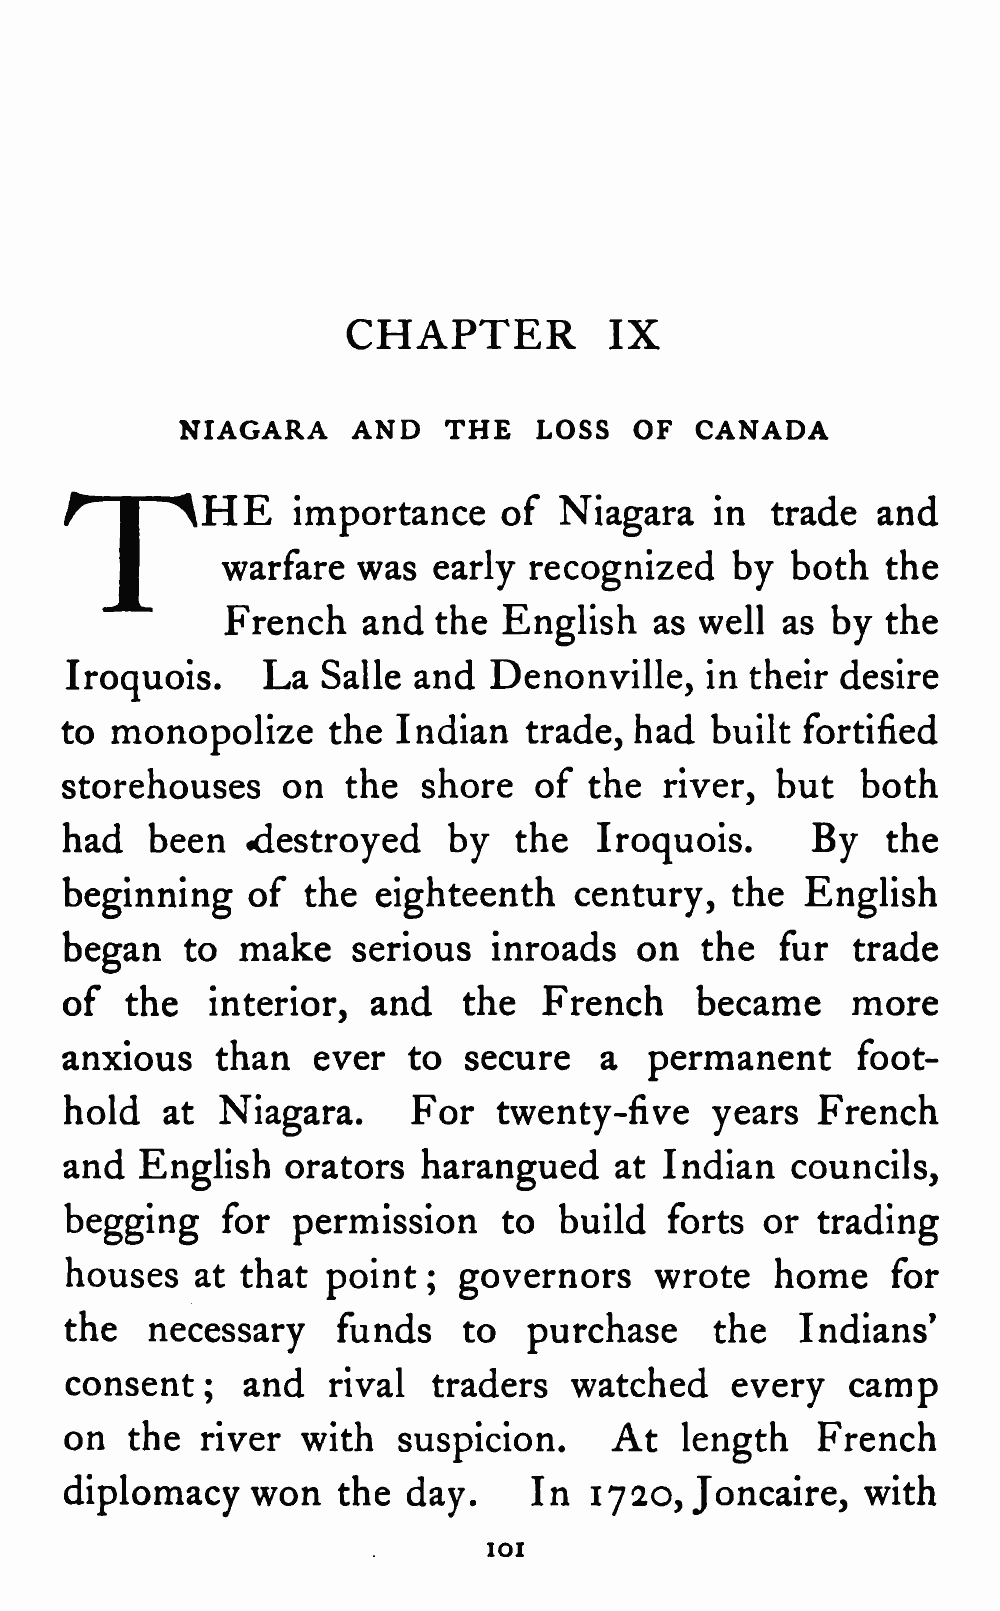 CHAPTER IX
NIAGARA AND THE LOSS OF CANADA
THE importance of Niagara in trade and
warfare was early recognized by both the
French and the English as well as by the
Iroquois. La Salle and Denonville, in their desire
to monopolize the Indian trade, had built fortified
storehouses on the shore of the river, but both
had been destroyed by the Iroquois. By the
beginning of the eighteenth century, the English
began to make serious inroads on the fur trade
of the interior, and the French became more
anxious than ever to secure a permanent foot-
hold at Niagara. For twenty-five years French
and English orators harangued at Indian councils,
begging for permission to build forts or trading
houses at that point; governors wrote home for
the necessary funds to purchase the Indians'
consent; and rival traders watched every camp
on the river with suspicion. At length French
diplomacy won the day. In 1720, Joncaire, with
101